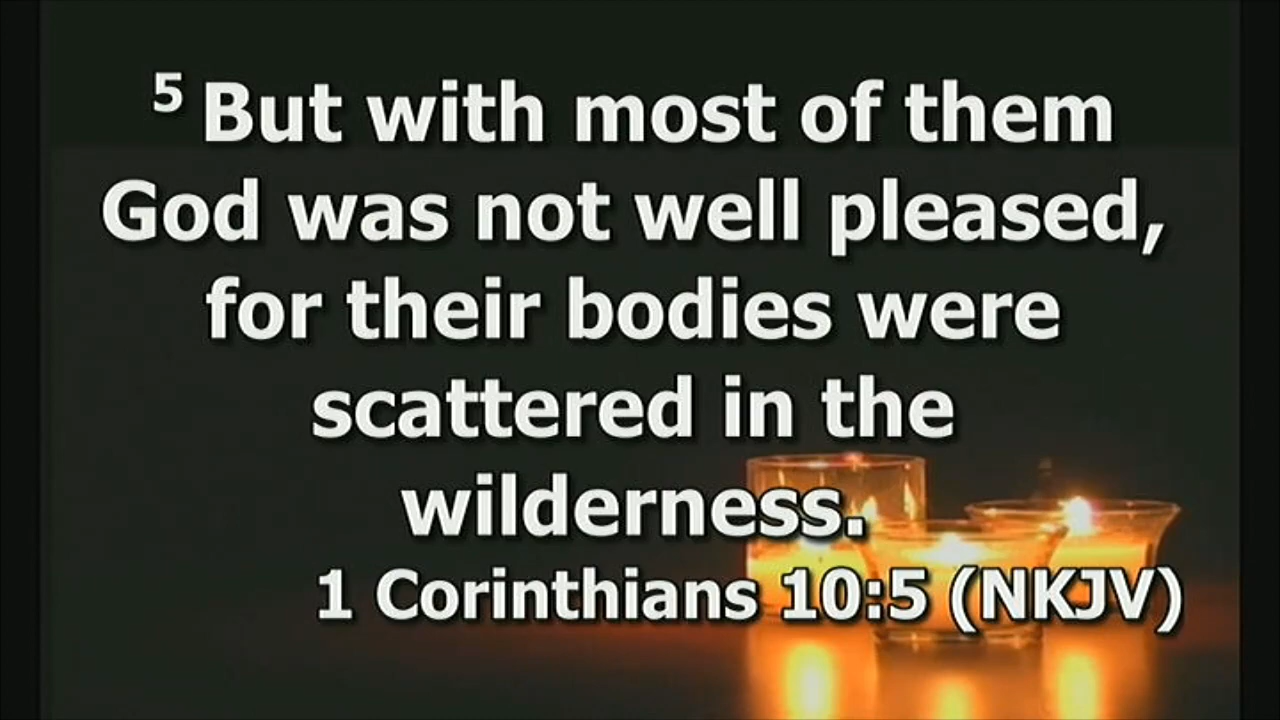 5 But with most of them
God was not well pleased,
for their bodies were
scattered in the
wilderness.
1 Corinthians 10:5 (NKJV)